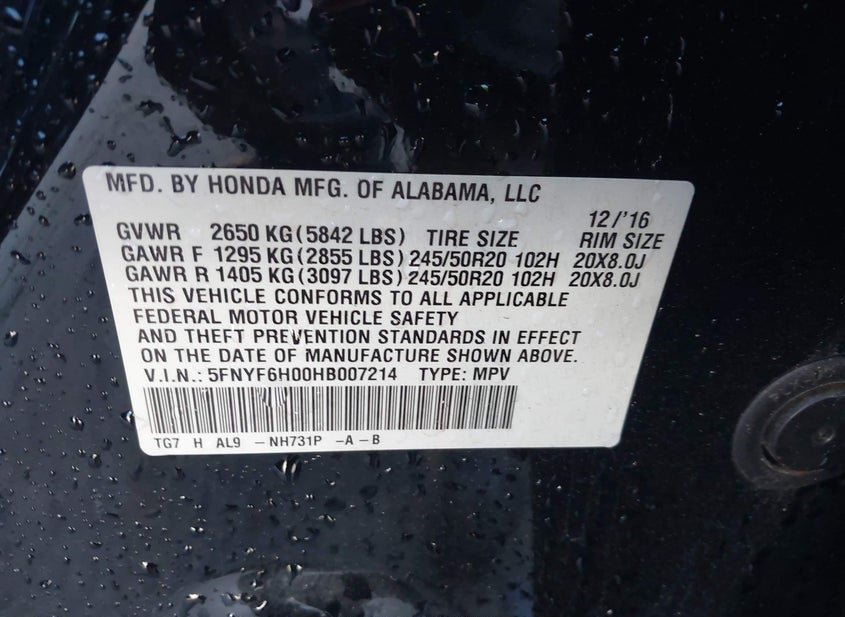 MFD. BY HONDA MFG. OF ALABAMA, LLC
12/'16
GVWR 2650 KG(5842 LBS) TIRE SIZE RIM SIZE
GAWR F 1295 KG(2855 LBS)245/50R20 102H 20X8.0J
GAWR R 1405 KG(3097 LBS)245/50R20 102H 20X8.0J
THIS VEHICLE CONFORMS TO ALL APPLICABLE
FEDERAL MOTOR VEHICLE SAFETY
AND THEFT PREVENTION STANDARDS IN EFFECT
ON THE DATE OF MANUFACTURE SHOWN ABOVE.
V.I.N.: 5FNYF6H00HB007214 TYPE: MPV
TG7 H AL9 -NH731P -A-B